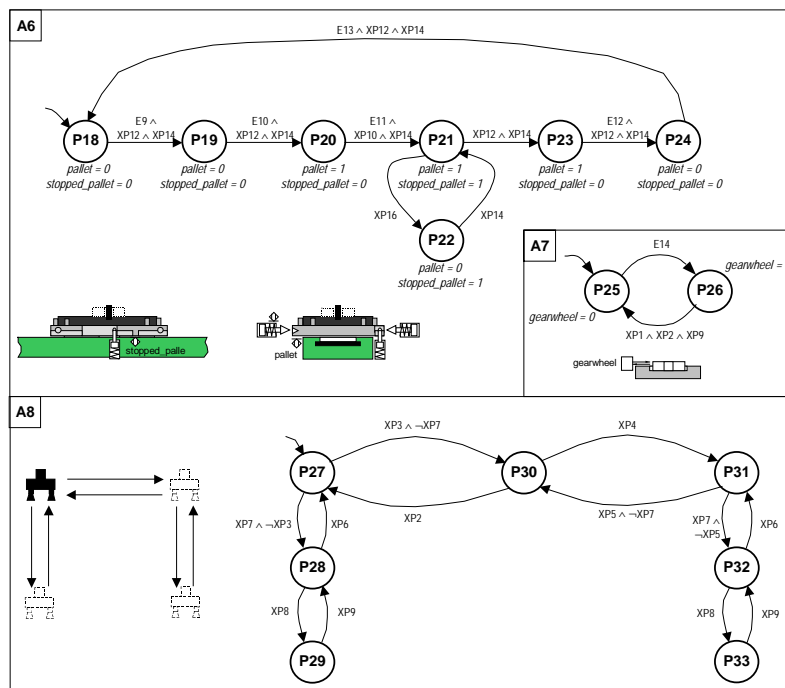 A6
E13 ∧ XP12 ∧ XP14
E9 ∧
XP12 ∧ XP14
E10 ∧
XP12 ∧ XP14
E11 ∧
XP10 ∧ XP14
XP12 ∧ XP14
E12 ∧
XP12 ∧ XP14
P18
P19
P20
P21
P23
P24
pallet = 0
stopped_pallet = 0
pallet = 0
stopped_pallet = 0
pallet = 1
stopped_pallet = 0
pallet = 1
stopped_pallet = 1
pallet = 1
stopped_pallet = 0
pallet = 0
stopped_pallet = 0
XP16
XP14
P22
pallet = 0
stopped_pallet = 1
stopped_palle
pallet
A7
E14
gearwheel =
P25
P26
gearwheel = 0
XP1 ∧ XP2 ∧ XP9
gearwheel
A8
XP3 ∧ ¬XP7
XP4
P27
P30
P31
XP2
XP5 ∧ ¬XP7
XP7 ∧ ¬XP3
XP6
XP7 ∧
¬XP5
XP6
P28
P32
XP8
XP9
XP8
XP9
P29
P33